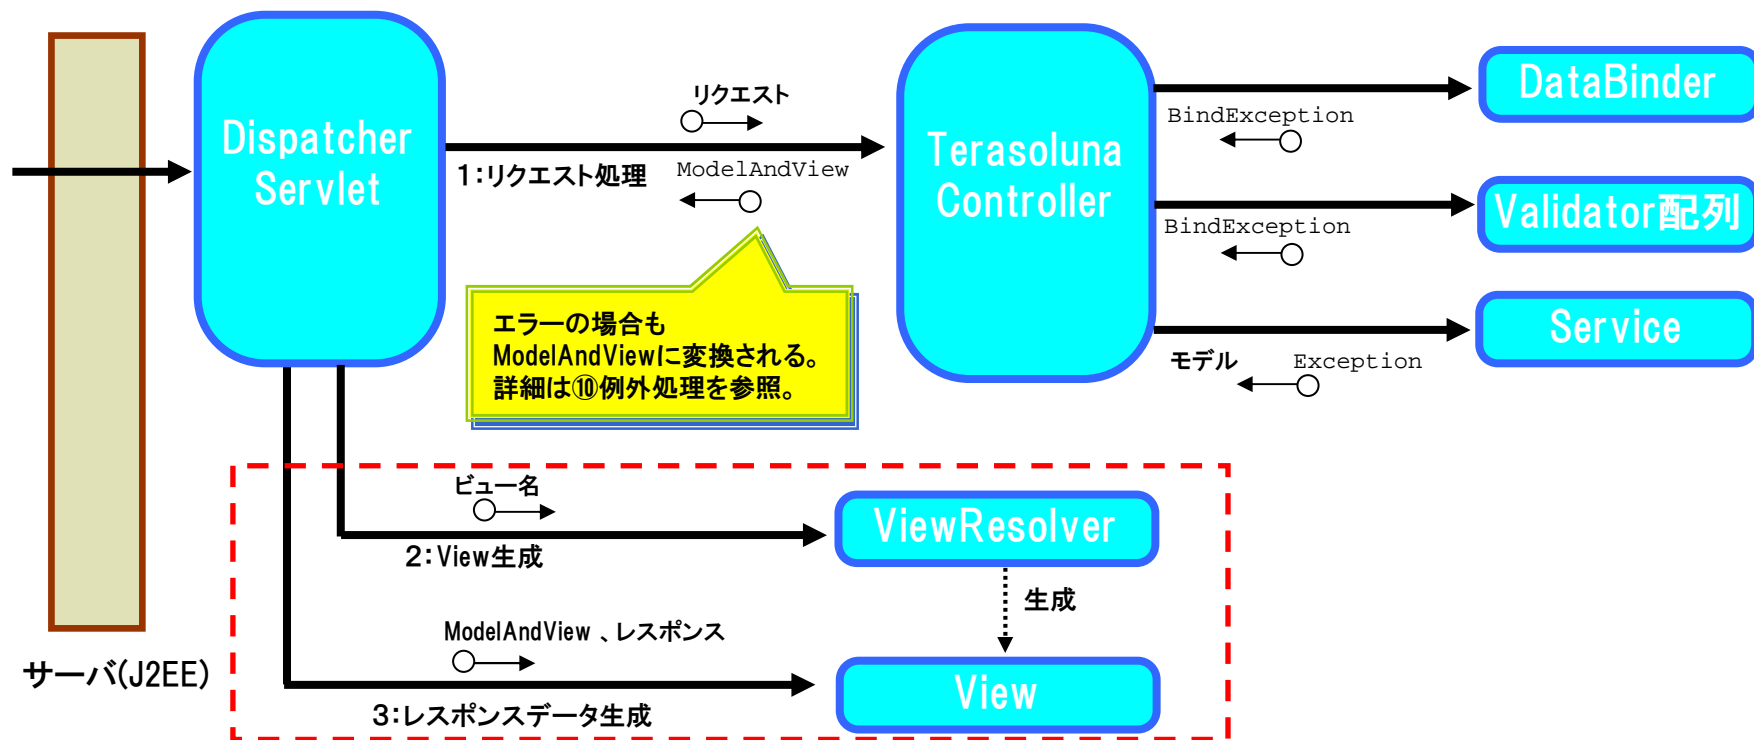 Dispatcher
Servlet
リクエスト
1:リクエスト処理
ModelAndView
Terasoluna
Controller
DataBinder
BindException
Validator配列
BindException
Service
モデル
Exception
エラーの場合も
ModelAndViewに変換される。
詳細は⑩例外処理を参照。
ビュー名
ViewResolver
2:View生成
生成
ModelAndView 、レスポンス
View
3:レスポンスデータ生成
サーバ(J2EE)